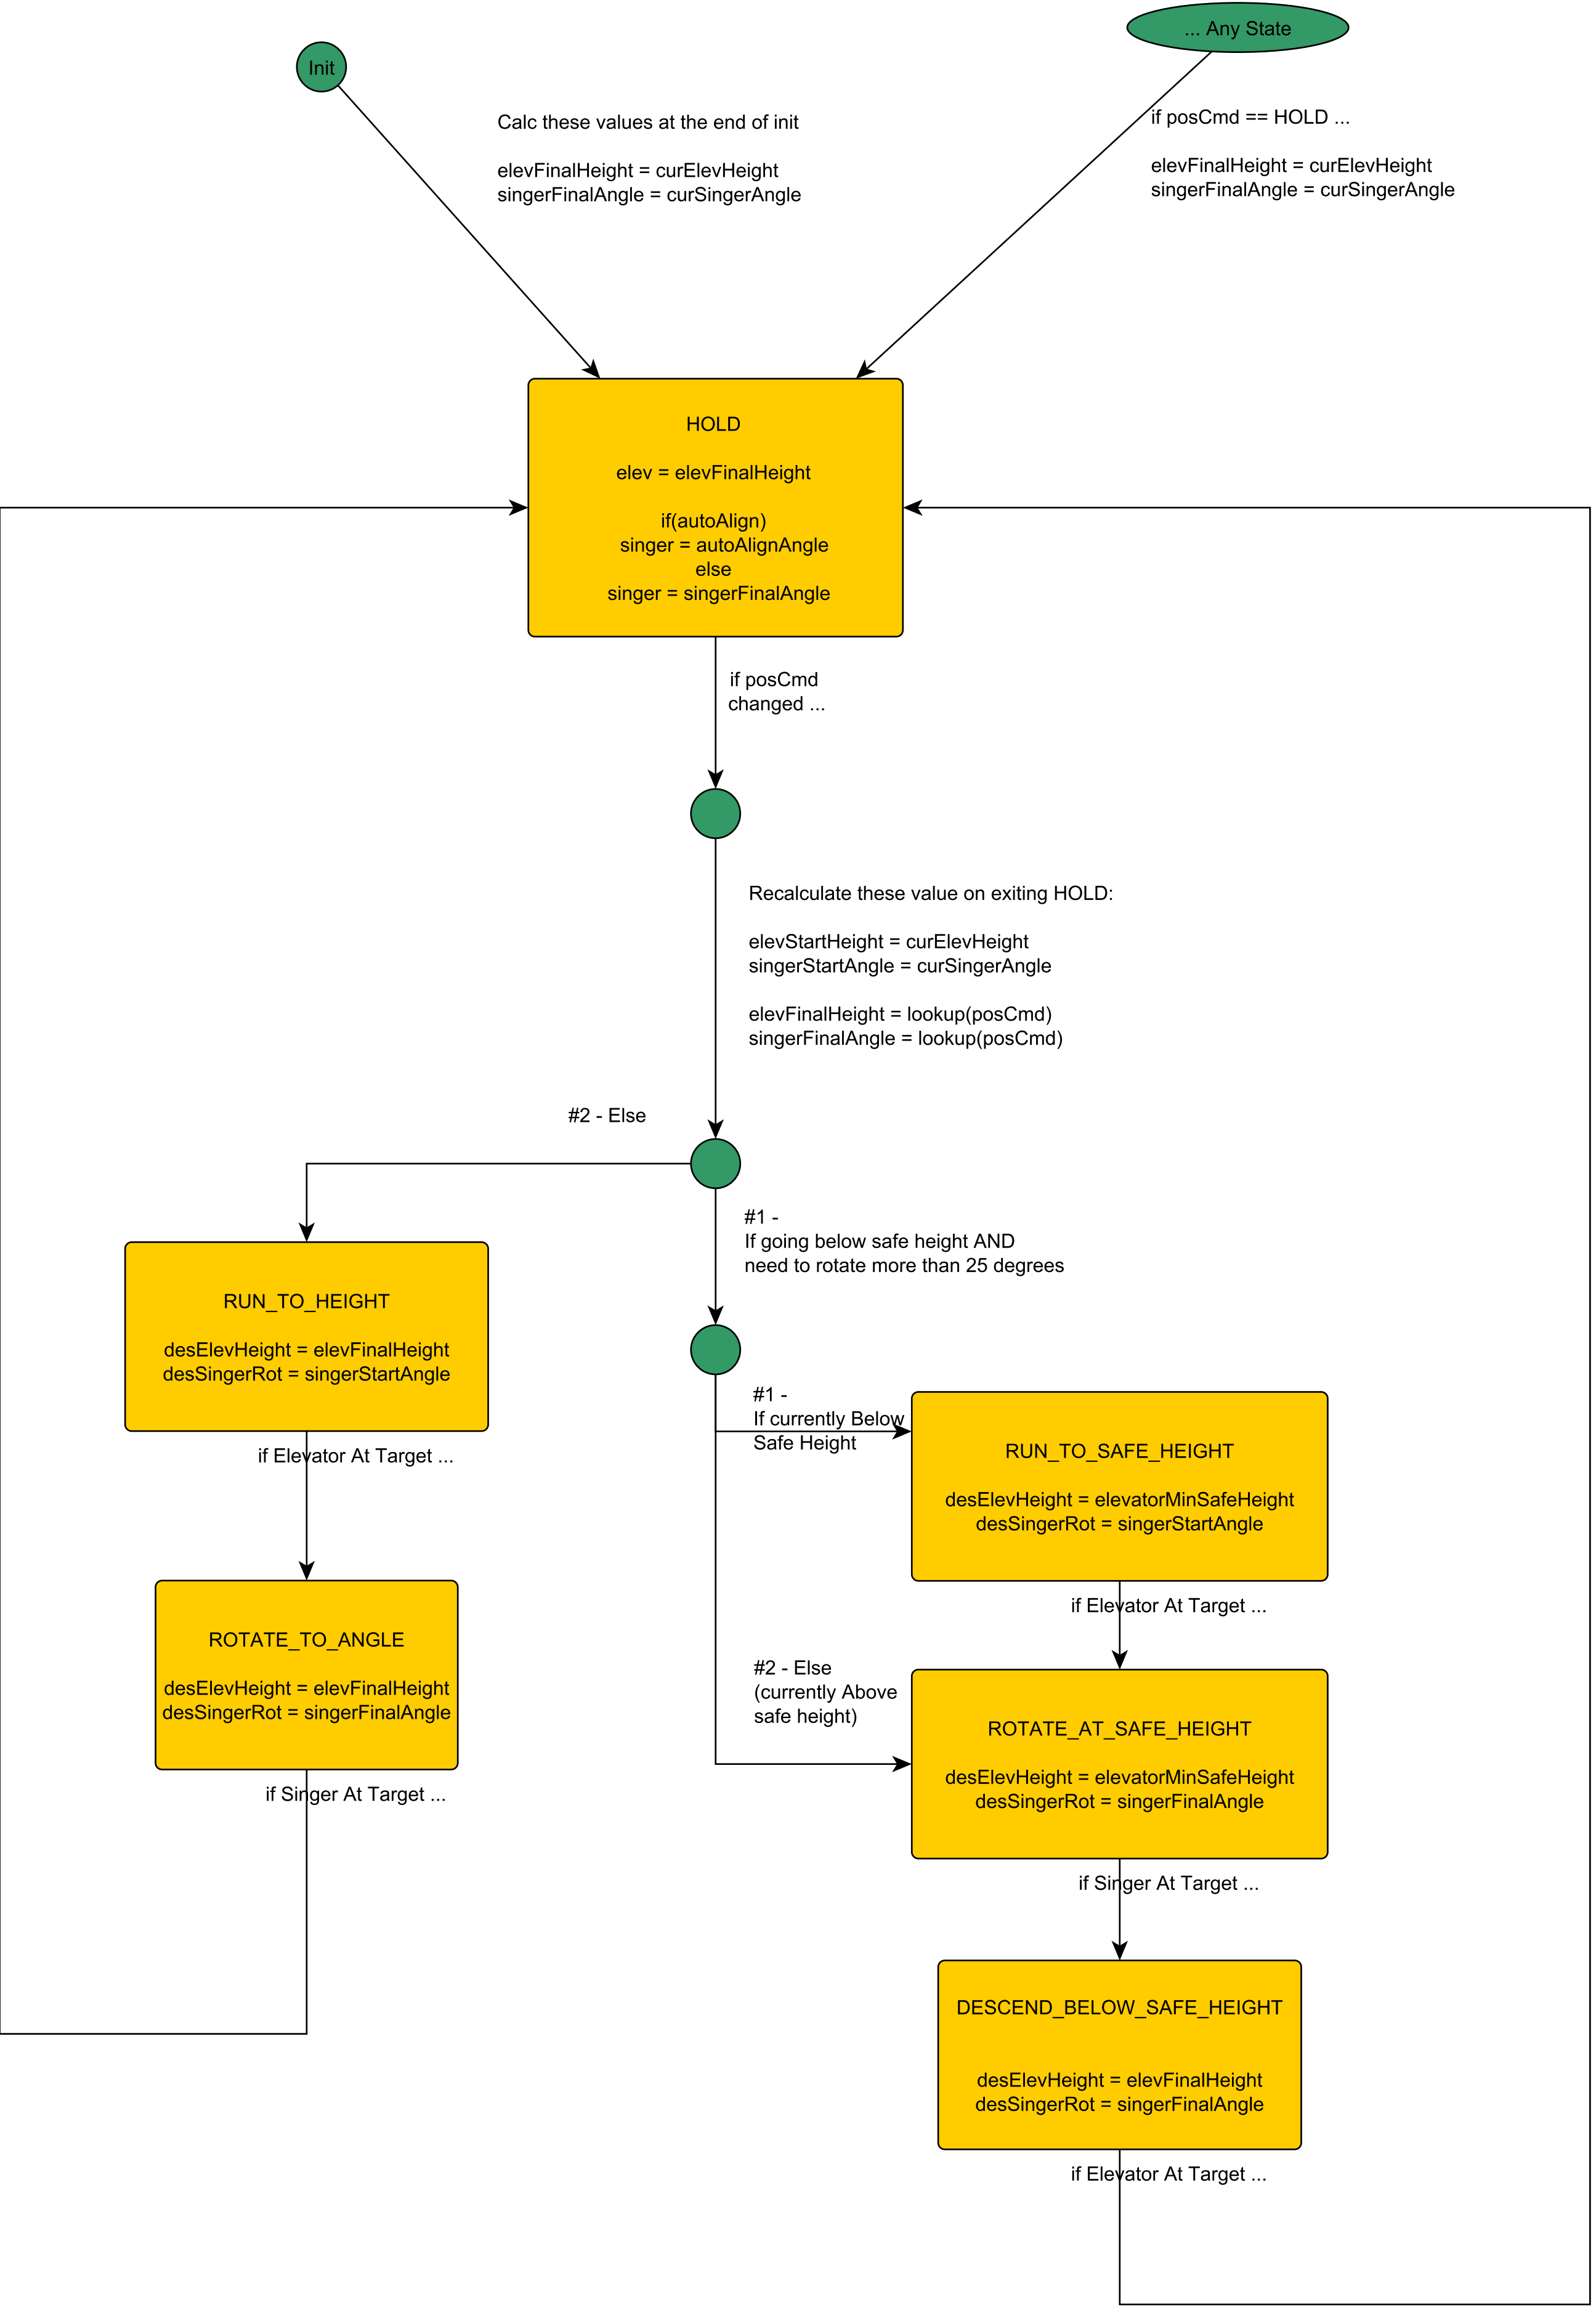 ... Any State
Init
Calc these values at the end of init
elevFinalHeight = curElevHeight
singerFinalAngle = curSingerAngle
if posCmd == HOLD ...
elevFinalHeight = curElevHeight
singerFinalAngle = curSingerAngle
HOLD
elev = elevFinalHeight
if(autoAlign)
singer = autoAlignAngle
else
singer = singerFinalAngle
if posCmd
changed ...
Recalculate these value on exiting HOLD:
elevStartHeight = curElevHeight
singerStartAngle = curSingerAngle
elevFinalHeight = lookup(posCmd)
singerFinalAngle = lookup(posCmd)
#2 - Else
#1 -
If going below safe height AND
need to rotate more than 25 degrees
RUN_TO_HEIGHT
desElevHeight = elevFinalHeight
desSingerRot = singerStartAngle
if Elevator At Target ...
ROTATE_TO_ANGLE
desElevHeight = elevFinalHeight
desSingerRot = singerFinalAngle
if Singer At Target ...
#1 -
If currently Below
Safe Height
RUN_TO_SAFE_HEIGHT
desElevHeight = elevatorMinSafeHeight
desSingerRot = singerStartAngle
if Elevator At Target ...
#2 - Else
(currently Above
safe height)
ROTATE_AT_SAFE_HEIGHT
desElevHeight = elevatorMinSafeHeight
desSingerRot = singerFinalAngle
if Singer At Target ...
DESCEND_BELOW_SAFE_HEIGHT
desElevHeight = elevFinalHeight
desSingerRot = singerFinalAngle
if Elevator At Target ...